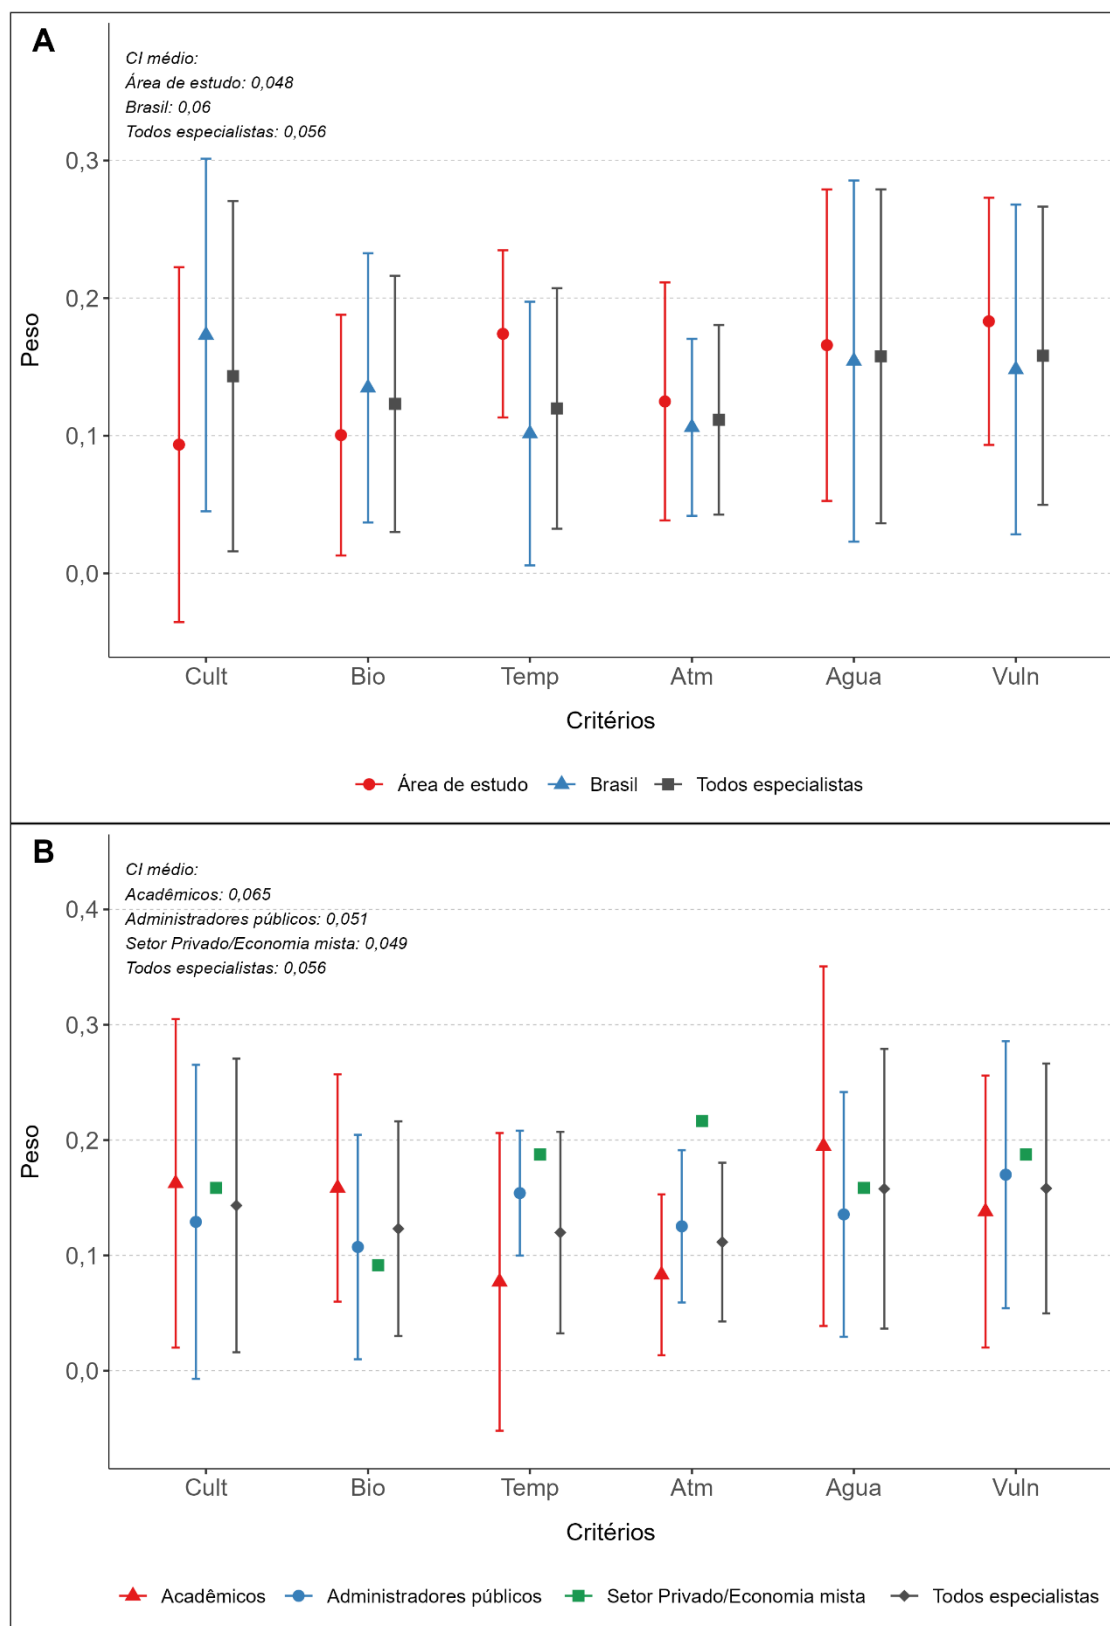 A
CI médio:
Área de estudo: 0,048
Brasil: 0,06
Todos especialistas: 0,056
0,3
0,2
0,1
0,0
Peso
Cult Bio Temp Atm Agua Vuln
Critérios
Área de estudo Brasil Todos especialistas
B
CI médio:
Acadêmicos: 0,065
Administradores públicos: 0,051
Setor Privado/Economia mista: 0,049
Todos especialistas: 0,056
0,4
0,3
0,2
0,1
0,0
Peso
Cult Bio Temp Atm Agua Vuln
Critérios
Acadêmicos Administradores públicos Setor Privado/Economia mista Todos especialistas